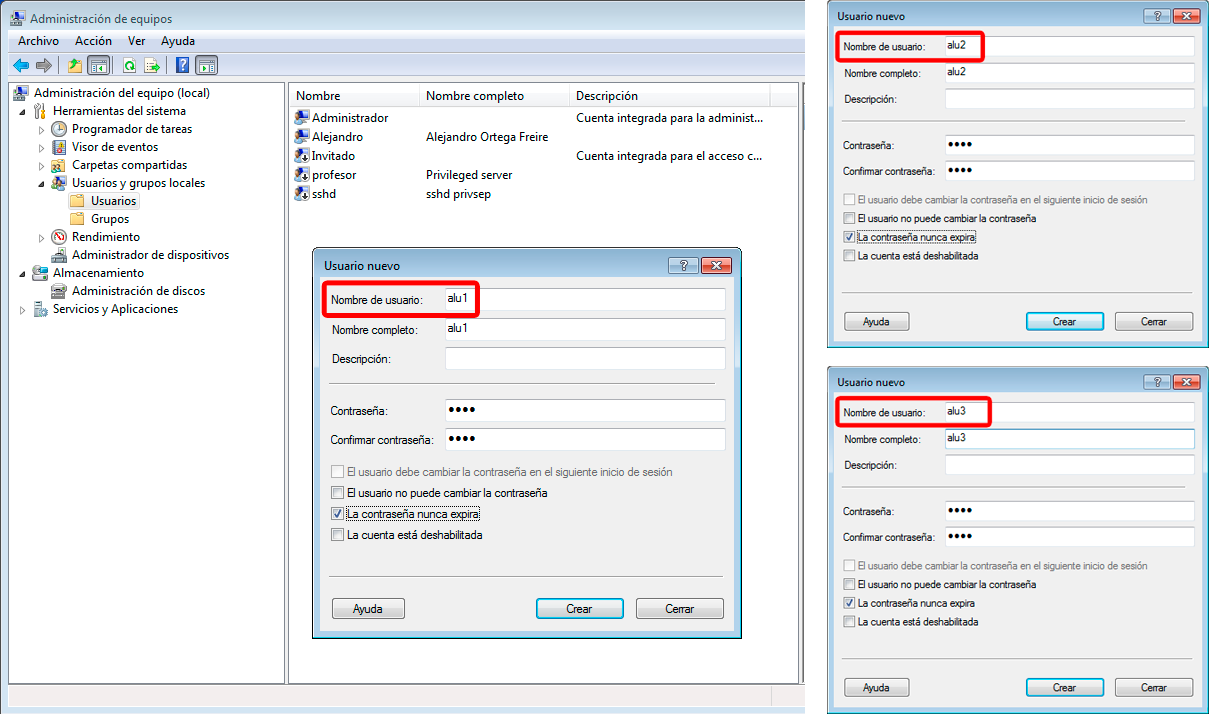 Administración de equipos
Archivo Acción Ver Ayuda
Administración del equipo (local)
Herramientas del sistema
Programador de tareas
Visor de eventos
Carpetas compartidas
Usuarios y grupos locales
Usuarios
Grupos
Rendimiento
Administrador de dispositivos
Almacenamiento
Administración de discos
Servicios y Aplicaciones
Nombre Nombre completo Descripción
Administrador Cuenta integrada para la administ...
Alejandro Alejandro Ortega Freire
Invitado Cuenta integrada para el acceso c...
profesor Privileged server
sshd sshd privsep
Usuario nuevo
?
Nombre de usuario: alu1
Nombre completo: alu1
Descripción:
Contraseña: ••••
Confirmar contraseña: ••••
El usuario debe cambiar la contraseña en el siguiente inicio de sesión
El usuario no puede cambiar la contraseña
La contraseña nunca expira
La cuenta está deshabilitada
Ayuda Crear Cerrar
Usuario nuevo
?
Nombre de usuario: alu2
Nombre completo: alu2
Descripción:
Contraseña: ••••
Confirmar contraseña: ••••
El usuario debe cambiar la contraseña en el siguiente inicio de sesión
El usuario no puede cambiar la contraseña
La contraseña nunca expira
La cuenta está deshabilitada
Ayuda Crear Cerrar
Usuario nuevo
?
Nombre de usuario: alu3
Nombre completo: alu3
Descripción:
Contraseña: ••••
Confirmar contraseña: ••••
El usuario debe cambiar la contraseña en el siguiente inicio de sesión
El usuario no puede cambiar la contraseña
La contraseña nunca expira
La cuenta está deshabilitada
Ayuda Crear Cerrar